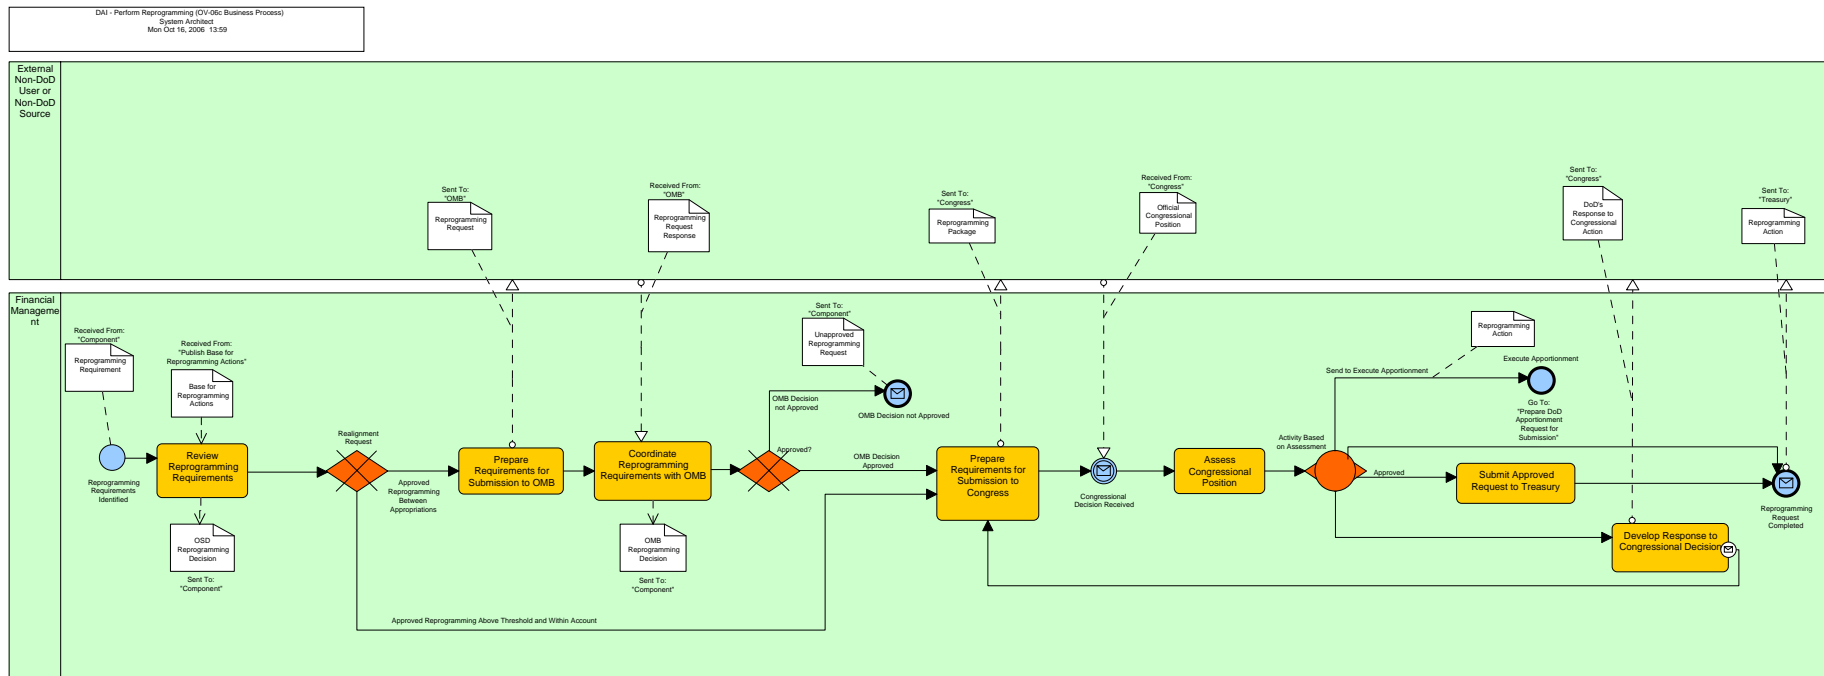 DAI - Perform Reprogramming (OV-06c Business Process)
System Architect
Mon Oct 16, 2006 13:59
External
Non-DoD
User or
Non-DoD
Source
Sent To:
"OMB"
Reprogramming
Request
Received From:
"OMB"
Reprogramming
Request
Response
Sent To:
"Congress"
Reprogramming
Package
Received From:
"Congress"
Official
Congressional
Position
Sent To:
"Congress"
DoD's
Response to
Congressional
Action
Sent To:
"Treasury"
Reprogramming
Action
Financial
Manageme
nt
Received From:
"Component"
Reprogramming
Requirement
Reprogramming
Requirements
Identified
Received From:
"Publish Base for
Reprogramming Actions"
Base for
Reprogramming
Actions
Review
Reprogramming
Requirements
OSD
Reprogramming
Decision
Sent To:
"Component"
Realignment
Request
Approved
Reprogramming
Between
Appropriations
Approved Reprogramming Above Threshold and Within Account
Prepare
Requirements for
Submission to OMB
Coordinate
Reprogramming
Requirements with OMB
OMB
Reprogramming
Decision
Sent To:
"Component"
Approved?
OMB Decision
not Approved
Sent To:
"Component"
Unapproved
Reprogramming
Request
OMB Decision not Approved
OMB Decision
Approved
Prepare
Requirements for
Submission to
Congress
Congressional
Decision Received
Assess
Congressional
Position
Activity Based
on Assessment
Send to Execute Apportionment
Reprogramming
Action
Execute Apportionment
Go To:
"Prepare DoD
Apportionment
Request for
Submission"
Approved
Submit Approved
Request to Treasury
Develop Response to
Congressional Decision
Reprogramming
Request
Completed